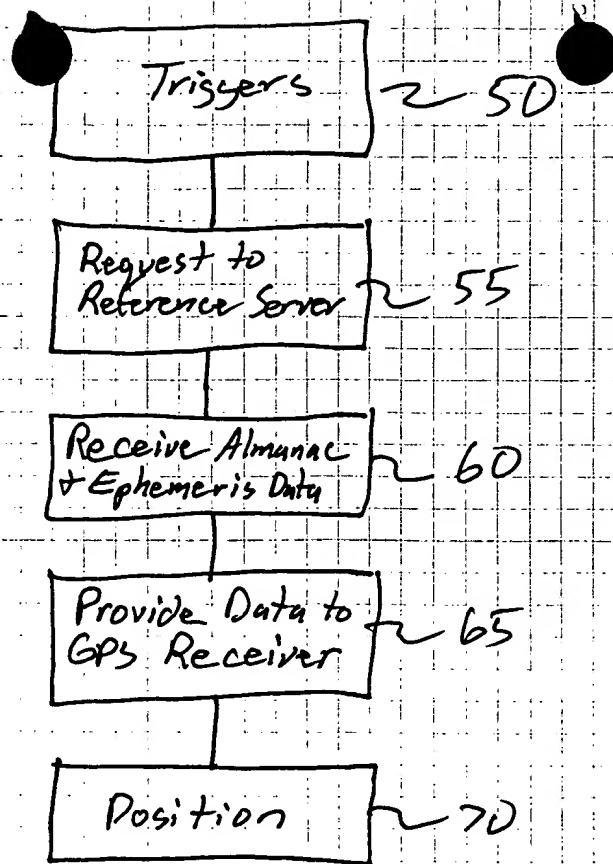 Triggers
50
Request to
Reference Server
55
Receive Almanac
+ Ephemeris Data
60
Provide Data to
GPS Receiver
65
Position
70